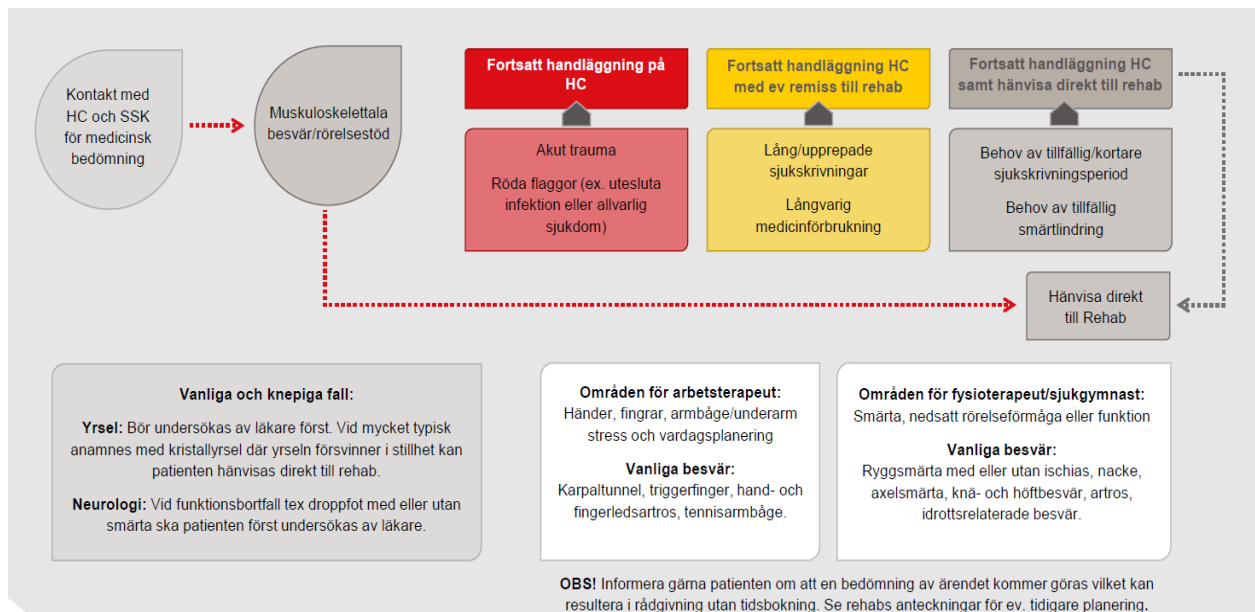 Kontakt med
HC och SSK
för medicinsk
bedömning
Muskuloskelettala
besvär/rörelsestöd
Fortsatt handläggning på
HC
Akut trauma
Röda flaggor (ex. utesluta
infektion eller allvarlig
sjukdom)
Fortsatt handläggning HC
med ev remiss till rehab
Lång/upprepade
sjukskrivningar
Långvarig
medicinförbrukning
Fortsatt handläggning HC
samt hänvisa direkt till rehab
Behov av tillfällig/kortare
sjukskrivningsperiod
Behov av tillfällig
smärtlindring
Hänvisa direkt
till Rehab
Vanliga och knepiga fall:
Yrsel: Bör undersökas av läkare först. Vid mycket typisk
anamnes med kristallyrsel där yrseln försvinner i stillhet kan
patienten hänvisas direkt till rehab.
Neurologi: Vid funktionsbortfall tex droppfot med eller utan
smärta ska patienten först undersökas av läkare.
Områden för arbetsterapeut:
Händer, fingrar, armbåge/underarm
stress och vardagsplanering
Vanliga besvär:
Karpaltunnel, triggerfinger, hand- och
fingerledsartros, tennisarmbåge.
Områden för fysioterapeut/sjukgymnast:
Smärta, nedsatt rörelseförmåga eller funktion
Vanliga besvär:
Ryggsmärta med eller utan ischias, nacke,
axelsmärta, knä- och höftbesvär, artros,
idrottsrelaterade besvär.
OBS! Informera gärna patienten om att en bedömning av ärendet kommer göras vilket kan
resultera i rådgivning utan tidsbokning. Se rehabs anteckningar för ev. tidigare planering.